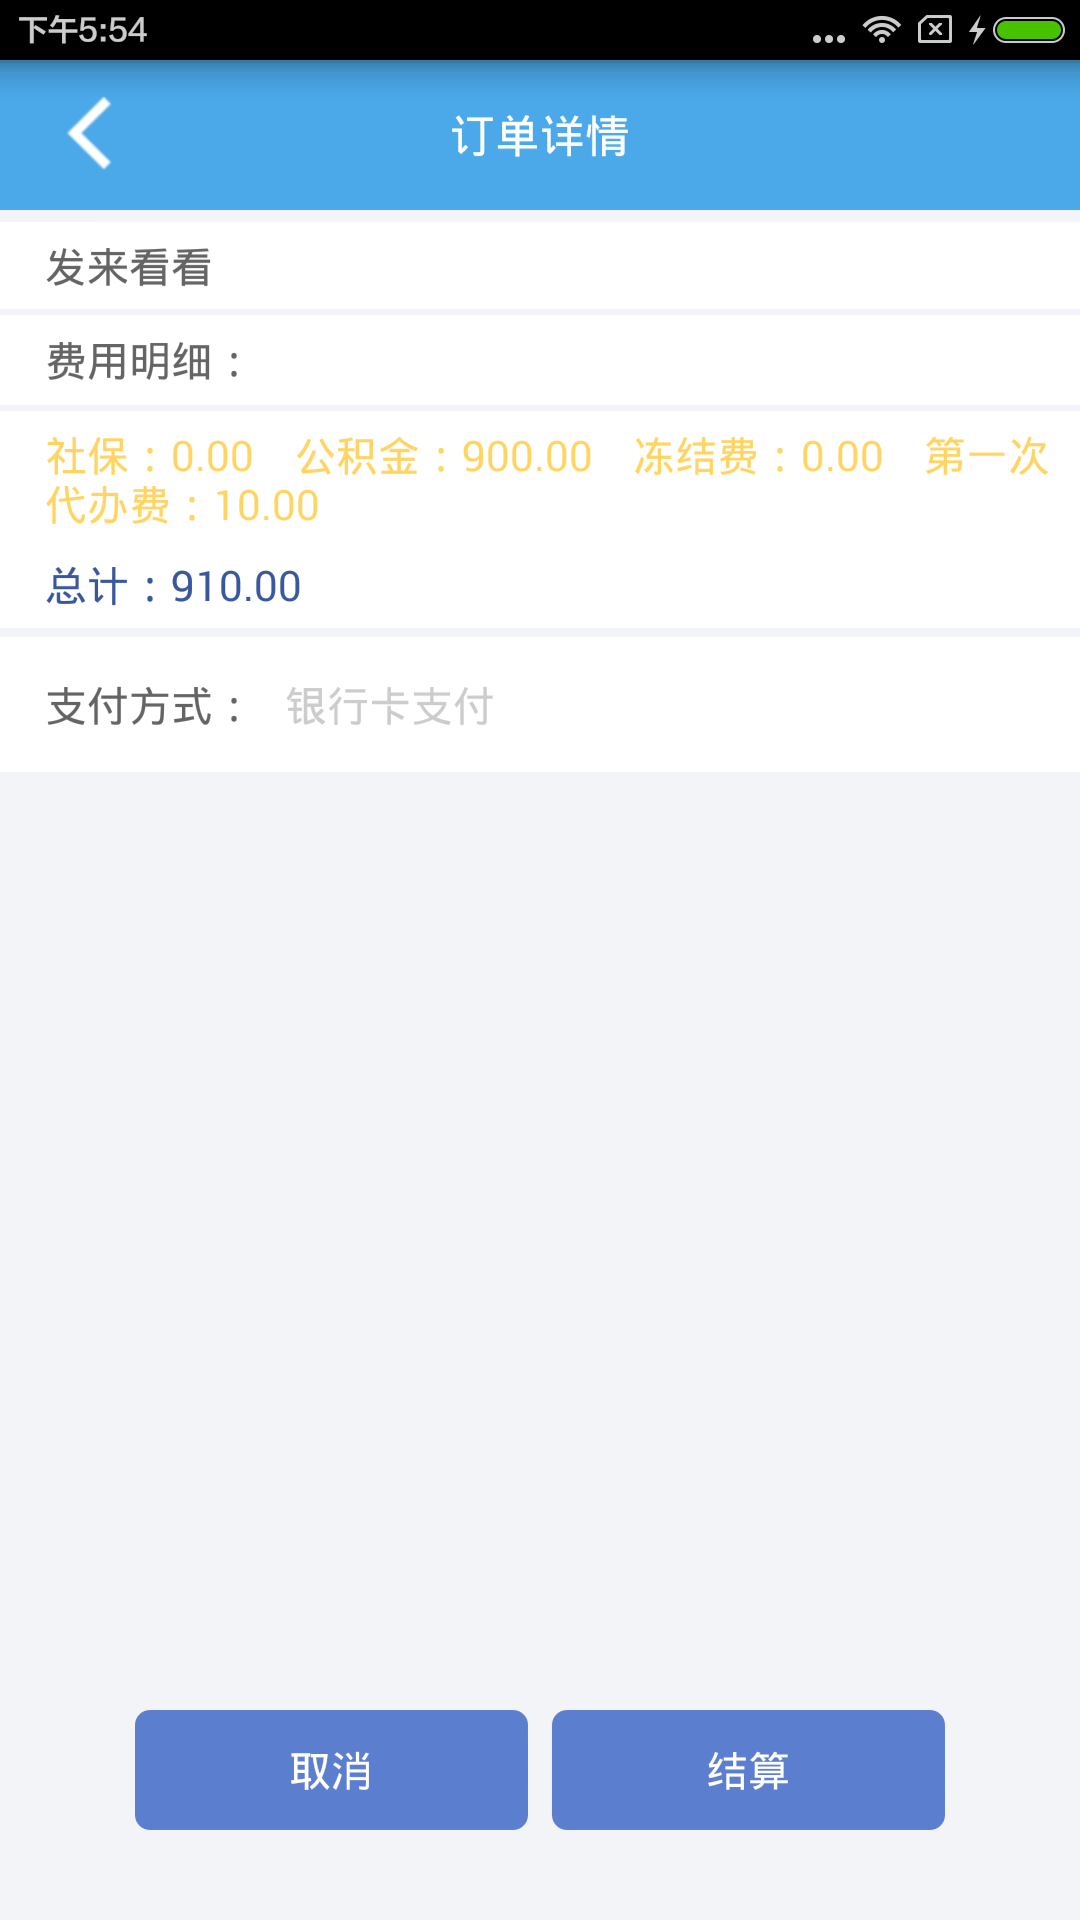 下午5:54
订单详情
发来看看
费用明细：
社保：0.00 公积金：900.00 冻结费：0.00 第一次
代办费：10.00
总计：910.00
支付方式： 银行卡支付
取消 结算